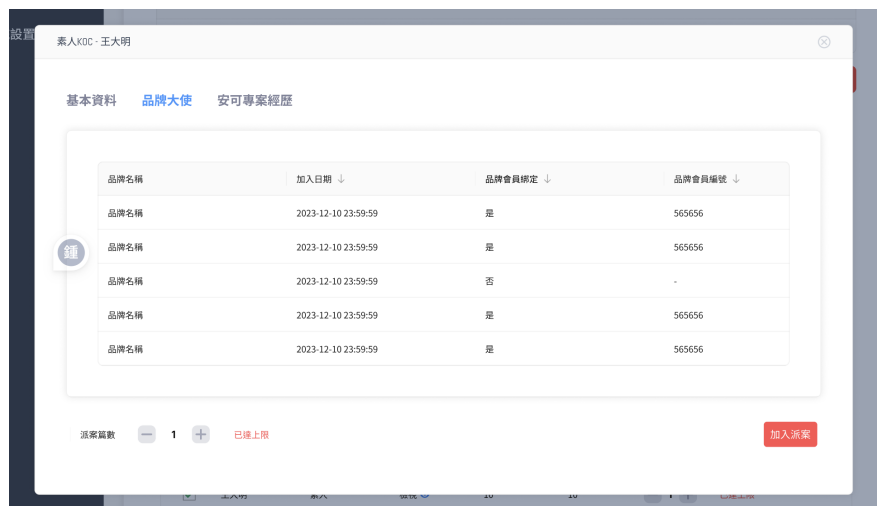 設置
素人KOC - 王大明
基本資料 品牌大使 安可專案經歷
品牌名稱 加入日期 ↓ 品牌會員綁定 ↓ 品牌會員編號 ↓
品牌名稱 2023-12-10 23:59:59 是 565656
品牌名稱 2023-12-10 23:59:59 是 565656
鍾
品牌名稱 2023-12-10 23:59:59 否 -
品牌名稱 2023-12-10 23:59:59 是 565656
品牌名稱 2023-12-10 23:59:59 是 565656
派案篇數 − 1 + 已達上限 加入派案
王大明 素人 檢視 10 10 1 已達上限